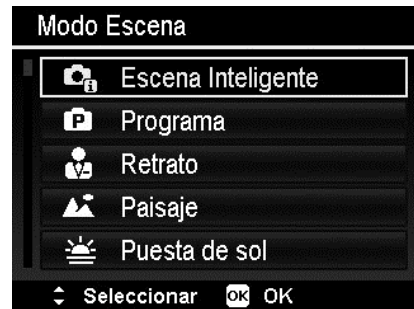 Modo Escena
Escena Inteligente
P Programa
Retrato
Paisaje
Puesta de sol
Seleccionar OK OK